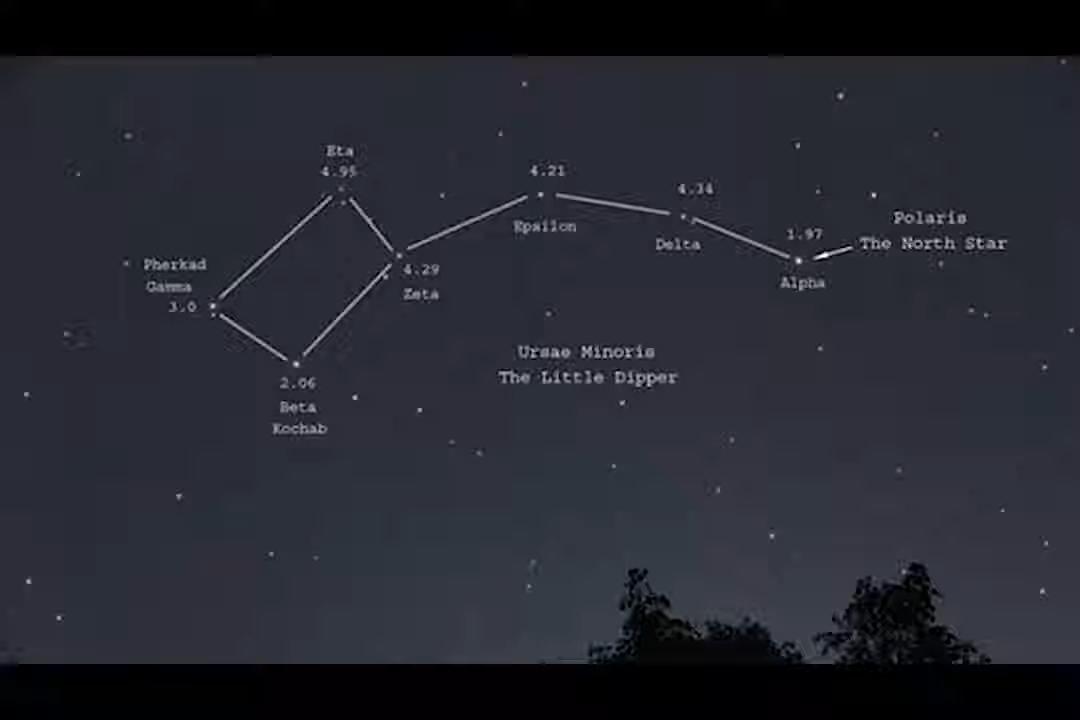 Eta
4.95
4.21
4.34
Polaris
The North Star
1.97
Epsilon
Delta
Alpha
Pherkad
Gamma
3.0
4.29
Zeta
Ursae Minoris
The Little Dipper
2.06
Beta
Kochab